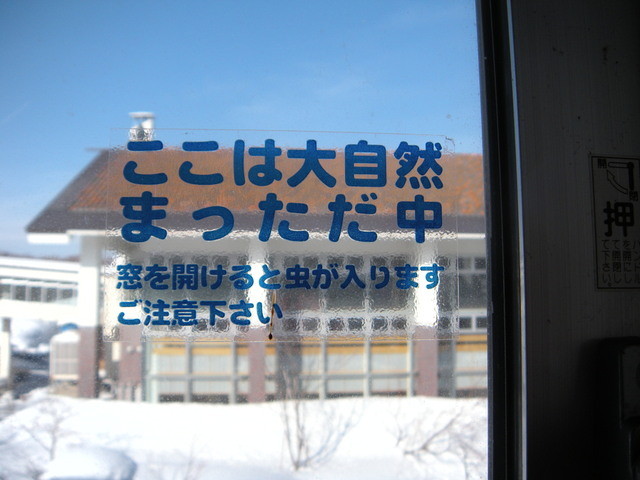 ここは大自然
まっただ中
窓を開けると虫が入ります
ご注意下さい
押